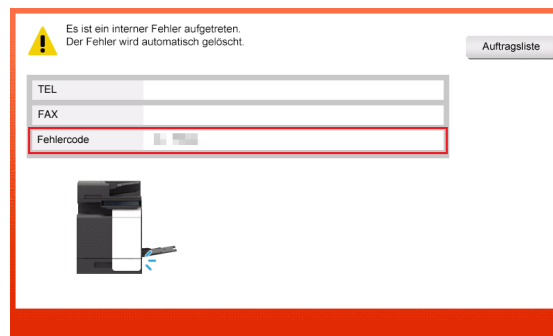 Es ist ein interner Fehler aufgetreten.
Der Fehler wird automatisch gelöscht.
Auftragsliste
TEL
FAX
Fehlercode